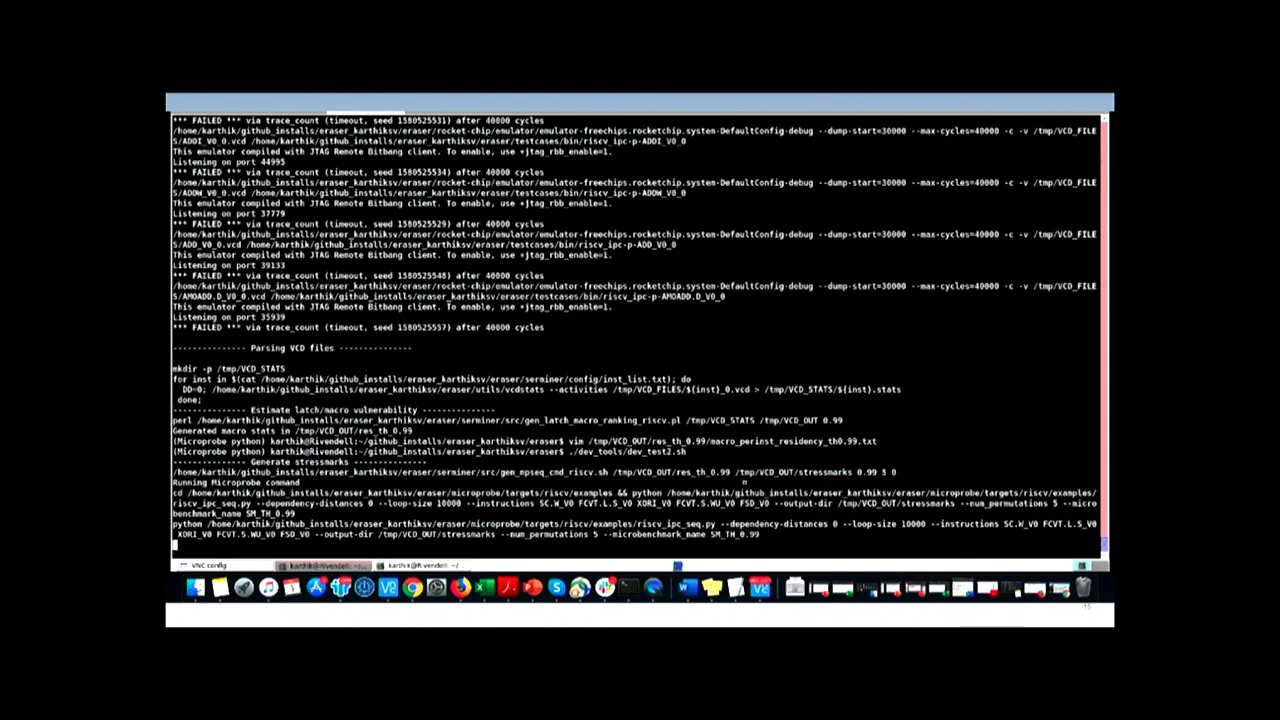 *** FAILED *** via trace_count (timeout, seed 1580525531) after 40000 cycles
/home/karthik/github_installs/eraser_karthiksv/eraser/rocket-chip/emulator/emulator-freechips.rocketchip.system-DefaultConfig-debug --dump-start=30000 --max-cycles=40000 -c -v /tmp/VCD_FILE
S/ADDI_V0_0.vcd /home/karthik/github_installs/eraser_karthiksv/eraser/testcases/bin/riscv_ipc-p-ADDI_V0_0
This emulator compiled with JTAG Remote Bitbang client. To enable, use +jtag_rbb_enable=1.
Listening on port 44995
*** FAILED *** via trace_count (timeout, seed 1580525534) after 40000 cycles
/home/karthik/github_installs/eraser_karthiksv/eraser/rocket-chip/emulator/emulator-freechips.rocketchip.system-DefaultConfig-debug --dump-start=30000 --max-cycles=40000 -c -v /tmp/VCD_FILE
S/ADDW_V0_0.vcd /home/karthik/github_installs/eraser_karthiksv/eraser/testcases/bin/riscv_ipc-p-ADDW_V0_0
This emulator compiled with JTAG Remote Bitbang client. To enable, use +jtag_rbb_enable=1.
Listening on port 37779
*** FAILED *** via trace_count (timeout, seed 1580525529) after 40000 cycles
/home/karthik/github_installs/eraser_karthiksv/eraser/rocket-chip/emulator/emulator-freechips.rocketchip.system-DefaultConfig-debug --dump-start=30000 --max-cycles=40000 -c -v /tmp/VCD_FILE
S/ADD_V0_0.vcd /home/karthik/github_installs/eraser_karthiksv/eraser/testcases/bin/riscv_ipc-p-ADD_V0_0
This emulator compiled with JTAG Remote Bitbang client. To enable, use +jtag_rbb_enable=1.
Listening on port 39133
*** FAILED *** via trace_count (timeout, seed 1580525548) after 40000 cycles
/home/karthik/github_installs/eraser_karthiksv/eraser/rocket-chip/emulator/emulator-freechips.rocketchip.system-DefaultConfig-debug --dump-start=30000 --max-cycles=40000 -c -v /tmp/VCD_FILE
S/AMOADD.D_V0_0.vcd /home/karthik/github_installs/eraser_karthiksv/eraser/testcases/bin/riscv_ipc-p-AMOADD.D_V0_0
This emulator compiled with JTAG Remote Bitbang client. To enable, use +jtag_rbb_enable=1.
Listening on port 35939
*** FAILED *** via trace_count (timeout, seed 1580525557) after 40000 cycles
-------------- Parsing VCD files --------------
mkdir -p /tmp/VCD_STATS
for inst in $(cat /home/karthik/github_installs/eraser_karthiksv/eraser/serminer/config/inst_list.txt); do
DD=0; /home/karthik/github_installs/eraser_karthiksv/eraser/utils/vcdstats --activities /tmp/VCD_FILES/${inst}_0.vcd > /tmp/VCD_STATS/${inst}.stats
done;
-------------- Estimate latch/macro vulnerability --------------
perl /home/karthik/github_installs/eraser_karthiksv/eraser/serminer/src/gen_latch_macro_ranking_riscv.pl /tmp/VCD_STATS /tmp/VCD_OUT 0.99
Generated macro stats in /tmp/VCD_OUT/res_th_0.99
(Microprobe python) karthik@Rivendell:~/github_installs/eraser_karthiksv/eraser$ vim /tmp/VCD_OUT/res_th_0.99/macro_perinst_residency_th0.99.txt
(Microprobe python) karthik@Rivendell:~/github_installs/eraser_karthiksv/eraser$ ./dev_tools/dev_test2.sh
-------------- Generate stressmarks --------------
/home/karthik/github_installs/eraser_karthiksv/eraser/serminer/src/gen_mpseq_cmd_riscv.sh /tmp/VCD_OUT/res_th_0.99 /tmp/VCD_OUT/stressmarks 0.99 5 0
Running Microprobe command
cd /home/karthik/github_installs/eraser_karthiksv/eraser/microprobe/targets/riscv/examples && python /home/karthik/github_installs/eraser_karthiksv/eraser/microprobe/targets/riscv/examples/
riscv_ipc_seq.py --dependency-distances 0 --loop-size 10000 --instructions SC.W_V0 FCVT.L.S_V0 XORI_V0 FCVT.S.WU_V0 FSD_V0 --output-dir /tmp/VCD_OUT/stressmarks --num_permutations 5 --micro
benchmark_name SM_TH_0.99
python /home/karthik/github_installs/eraser_karthiksv/eraser/microprobe/targets/riscv/examples/riscv_ipc_seq.py --dependency-distances 0 --loop-size 10000 --instructions SC.W_V0 FCVT.L.S_V0
XORI_V0 FCVT.S.WU_V0 FSD_V0 --output-dir /tmp/VCD_OUT/stressmarks --num_permutations 5 --microbenchmark_name SM_TH_0.99
VNC config
karthik@Rivendell: ~/...
karthik@Rivendell: ~/...
15